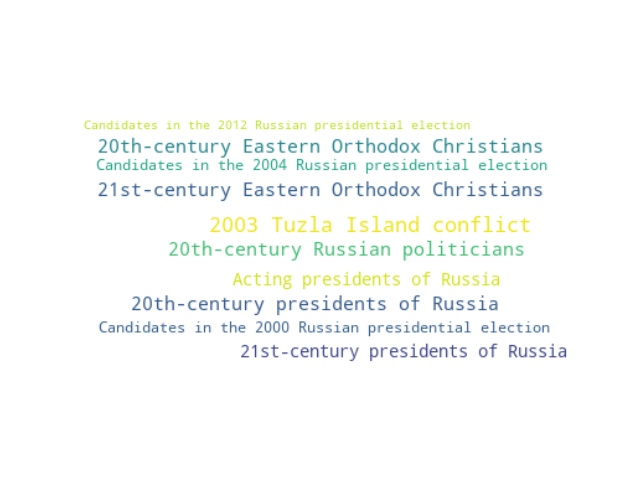 Candidates in the 2012 Russian presidential election
20th-century Eastern Orthodox Christians
Candidates in the 2004 Russian presidential election
21st-century Eastern Orthodox Christians
2003 Tuzla Island conflict
20th-century Russian politicians
Acting presidents of Russia
20th-century presidents of Russia
Candidates in the 2000 Russian presidential election
21st-century presidents of Russia